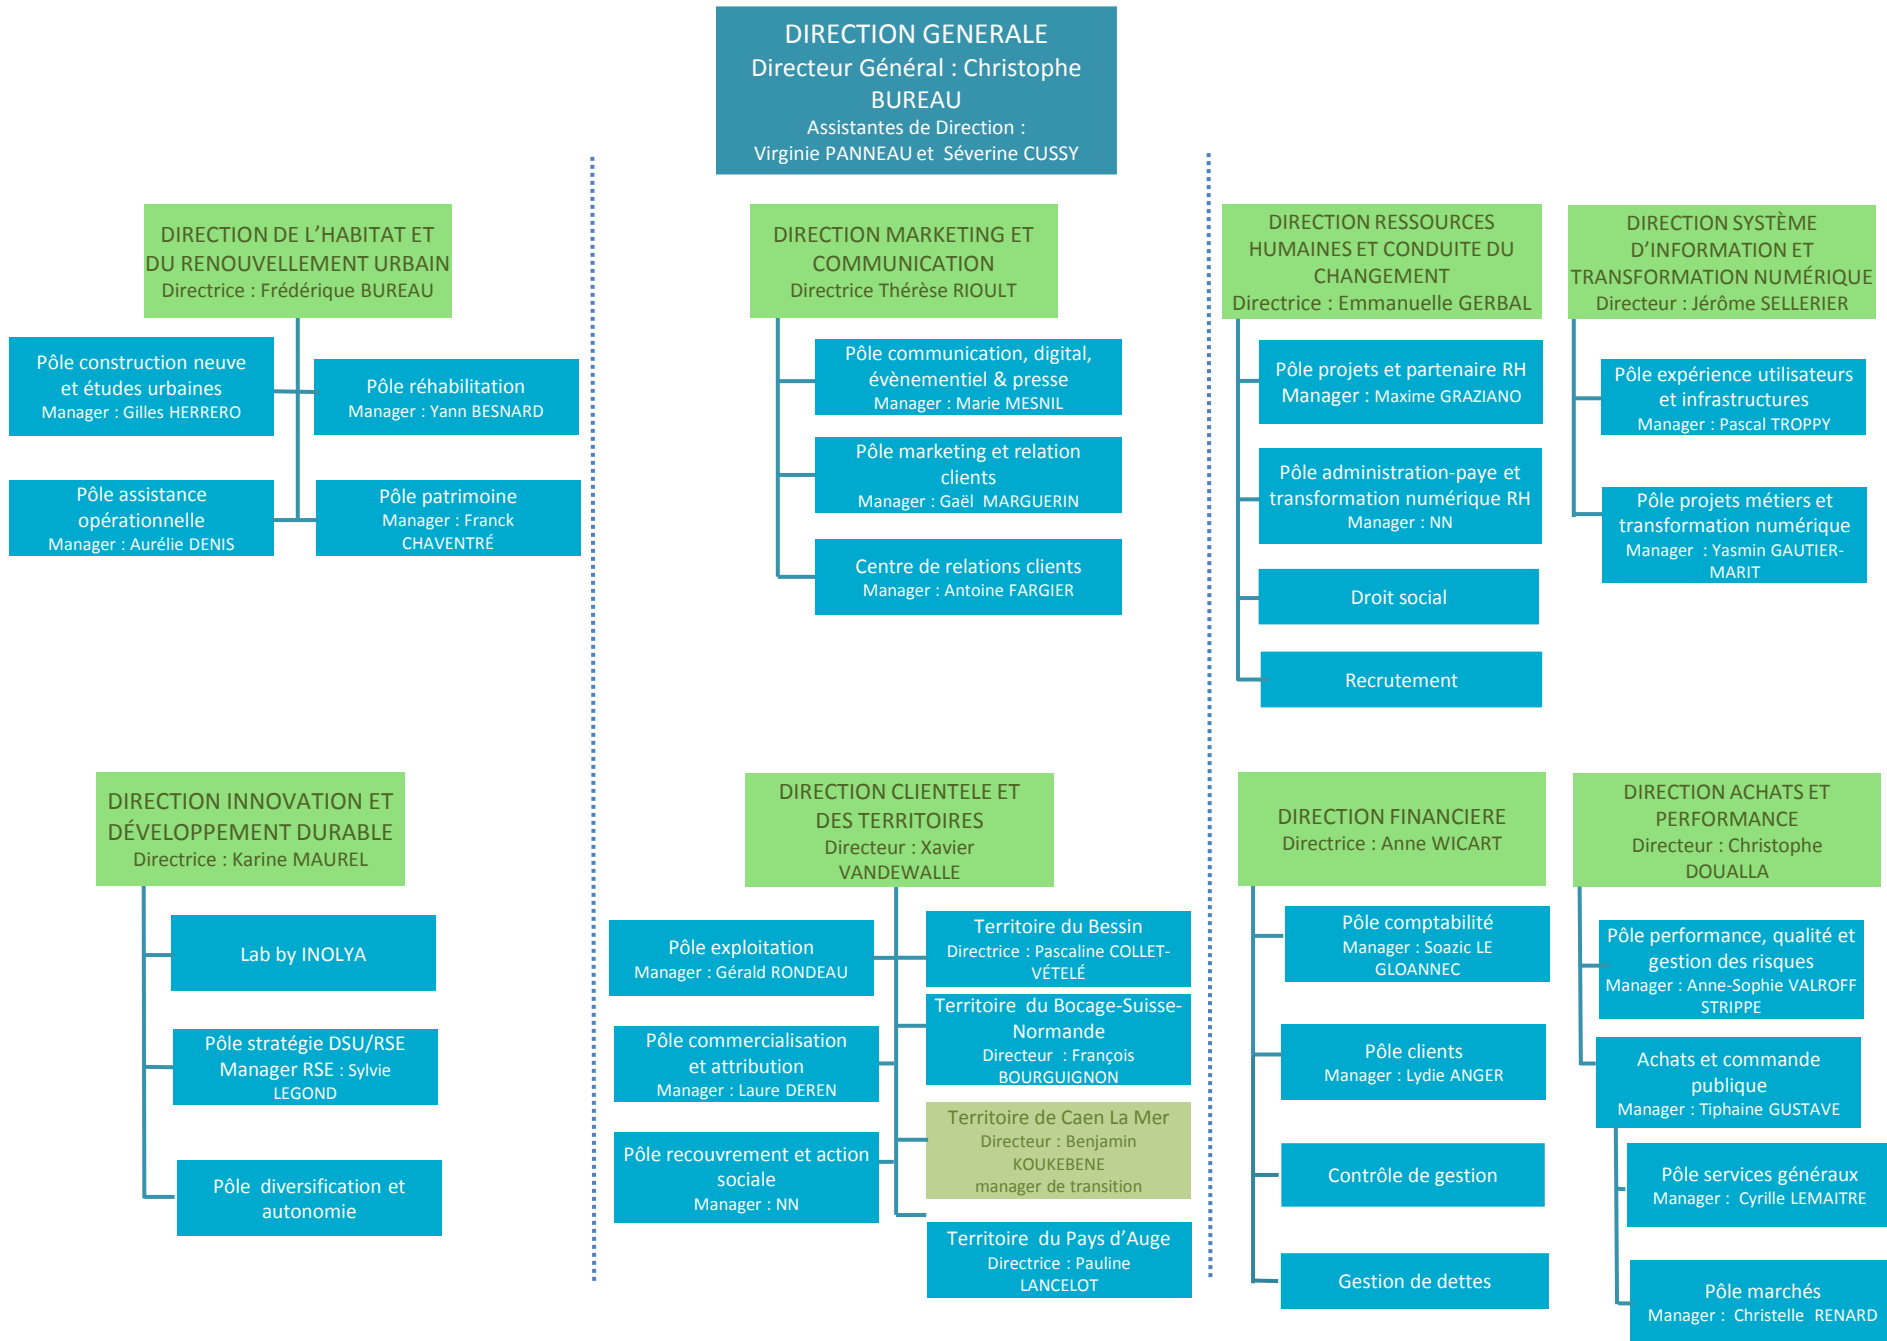 DIRECTION GENERALE
Directeur Général : Christophe
BUREAU
Assistantes de Direction :
Virginie PANNEAU et Séverine CUSSY
DIRECTION DE L’HABITAT ET
DU RENOUVELLEMENT URBAIN
Directrice : Frédérique BUREAU
Pôle construction neuve
et études urbaines
Manager : Gilles HERRERO
Pôle réhabilitation
Manager : Yann BESNARD
Pôle assistance
opérationnelle
Manager : Aurélie DENIS
Pôle patrimoine
Manager : Franck
CHAVENTRÉ
DIRECTION MARKETING ET
COMMUNICATION
Directrice Thérèse RIOULT
Pôle communication, digital,
évènementiel & presse
Manager : Marie MESNIL
Pôle marketing et relation
clients
Manager : Gaël MARGUERIN
Centre de relations clients
Manager : Antoine FARGIER
DIRECTION RESSOURCES
HUMAINES ET CONDUITE DU
CHANGEMENT
Directrice : Emmanuelle GERBAL
Pôle projets et partenaire RH
Manager : Maxime GRAZIANO
Pôle administration-paye et
transformation numérique RH
Manager : NN
Droit social
Recrutement
DIRECTION SYSTÈME
D’INFORMATION ET
TRANSFORMATION NUMÉRIQUE
Directeur : Jérôme SELLERIER
Pôle expérience utilisateurs
et infrastructures
Manager : Pascal TROPPY
Pôle projets métiers et
transformation numérique
Manager : Yasmin GAUTIER-
MARIT
DIRECTION INNOVATION ET
DÉVELOPPEMENT DURABLE
Directrice : Karine MAUREL
Lab by INOLYA
Pôle stratégie DSU/RSE
Manager RSE : Sylvie
LEGOND
Pôle diversification et
autonomie
DIRECTION CLIENTELE ET
DES TERRITOIRES
Directeur : Xavier
VANDEWALLE
Pôle exploitation
Manager : Gérald RONDEAU
Pôle commercialisation
et attribution
Manager : Laure DEREN
Pôle recouvrement et action
sociale
Manager : NN
Territoire du Bessin
Directrice : Pascaline COLLET-
VÉTELÉ
Territoire du Bocage-Suisse-
Normande
Directeur : François
BOURGUIGNON
Territoire de Caen La Mer
Directeur : Benjamin
KOUKEBENE
manager de transition
Territoire du Pays d’Auge
Directrice : Pauline
LANCELOT
DIRECTION FINANCIERE
Directrice : Anne WICART
Pôle comptabilité
Manager : Soazic LE
GLOANNEC
Pôle clients
Manager : Lydie ANGER
Contrôle de gestion
Gestion de dettes
DIRECTION ACHATS ET
PERFORMANCE
Directeur : Christophe
DOUALLA
Pôle performance, qualité et
gestion des risques
Manager : Anne-Sophie VALROFF
STRIPPE
Achats et commande
publique
Manager : Tiphaine GUSTAVE
Pôle services généraux
Manager : Cyrille LEMAITRE
Pôle marchés
Manager : Christelle RENARD